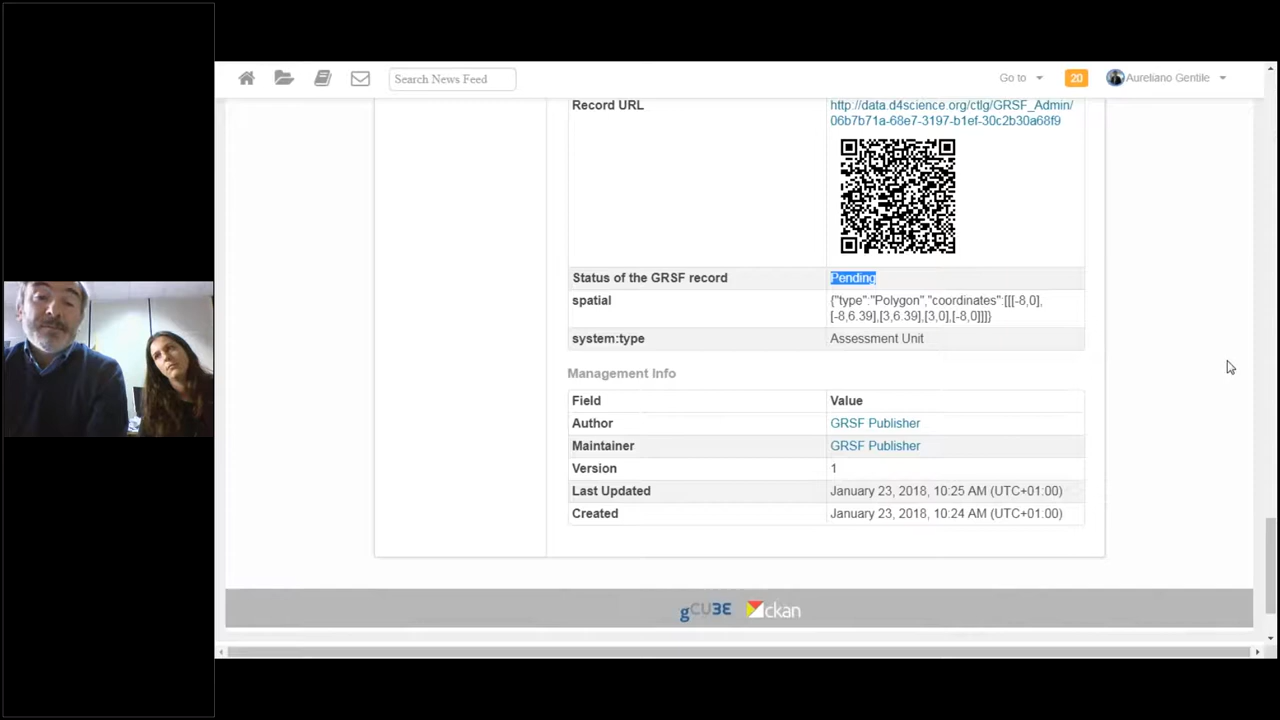 Search News Feed
Go to
20
Aureliano Gentile
Record URL
http://data.d4science.org/ctlg/GRSF_Admin/
06b7b71a-68e7-3197-b1ef-30c2b30a68f9
Status of the GRSF record
Pending
spatial
{"type":"Polygon","coordinates":[[[-8,0],
[-8,6.39],[3,6.39],[3,0],[-8,0]]]}
system:type
Assessment Unit
Management Info
Field
Value
Author
GRSF Publisher
Maintainer
GRSF Publisher
Version
1
Last Updated
January 23, 2018, 10:25 AM (UTC+01:00)
Created
January 23, 2018, 10:24 AM (UTC+01:00)
gCUBE
ckan